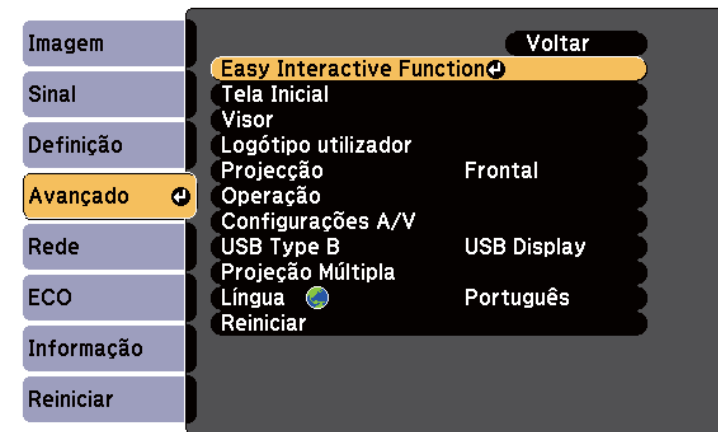 Imagem
Sinal
Definição
Avançado
Rede
ECO
Informação
Reiniciar
Voltar
Easy Interactive Function
Tela Inicial
Visor
Logótipo utilizador
Projecção Frontal
Operação
Configurações A/V
USB Type B USB Display
Projeção Múltipla
Língua Português
Reiniciar